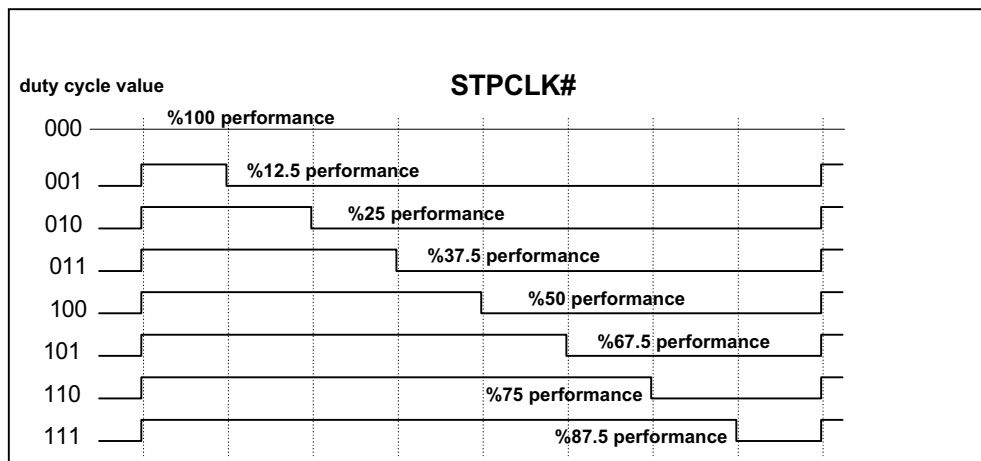 duty cycle value
STPCLK#
000
%100 performance
001
%12.5 performance
010
%25 performance
011
%37.5 performance
100
%50 performance
101
%67.5 performance
110
%75 performance
111
%87.5 performance